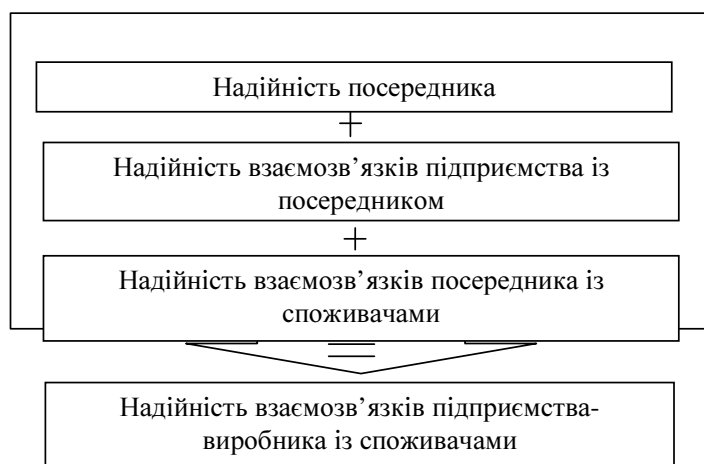 Надійність посередника
+
Надійність взаємозв’язків підприємства із
посередником
+
Надійність взаємозв’язків посередника із
споживачами
=
Надійність взаємозв’язків підприємства-
виробника із споживачами